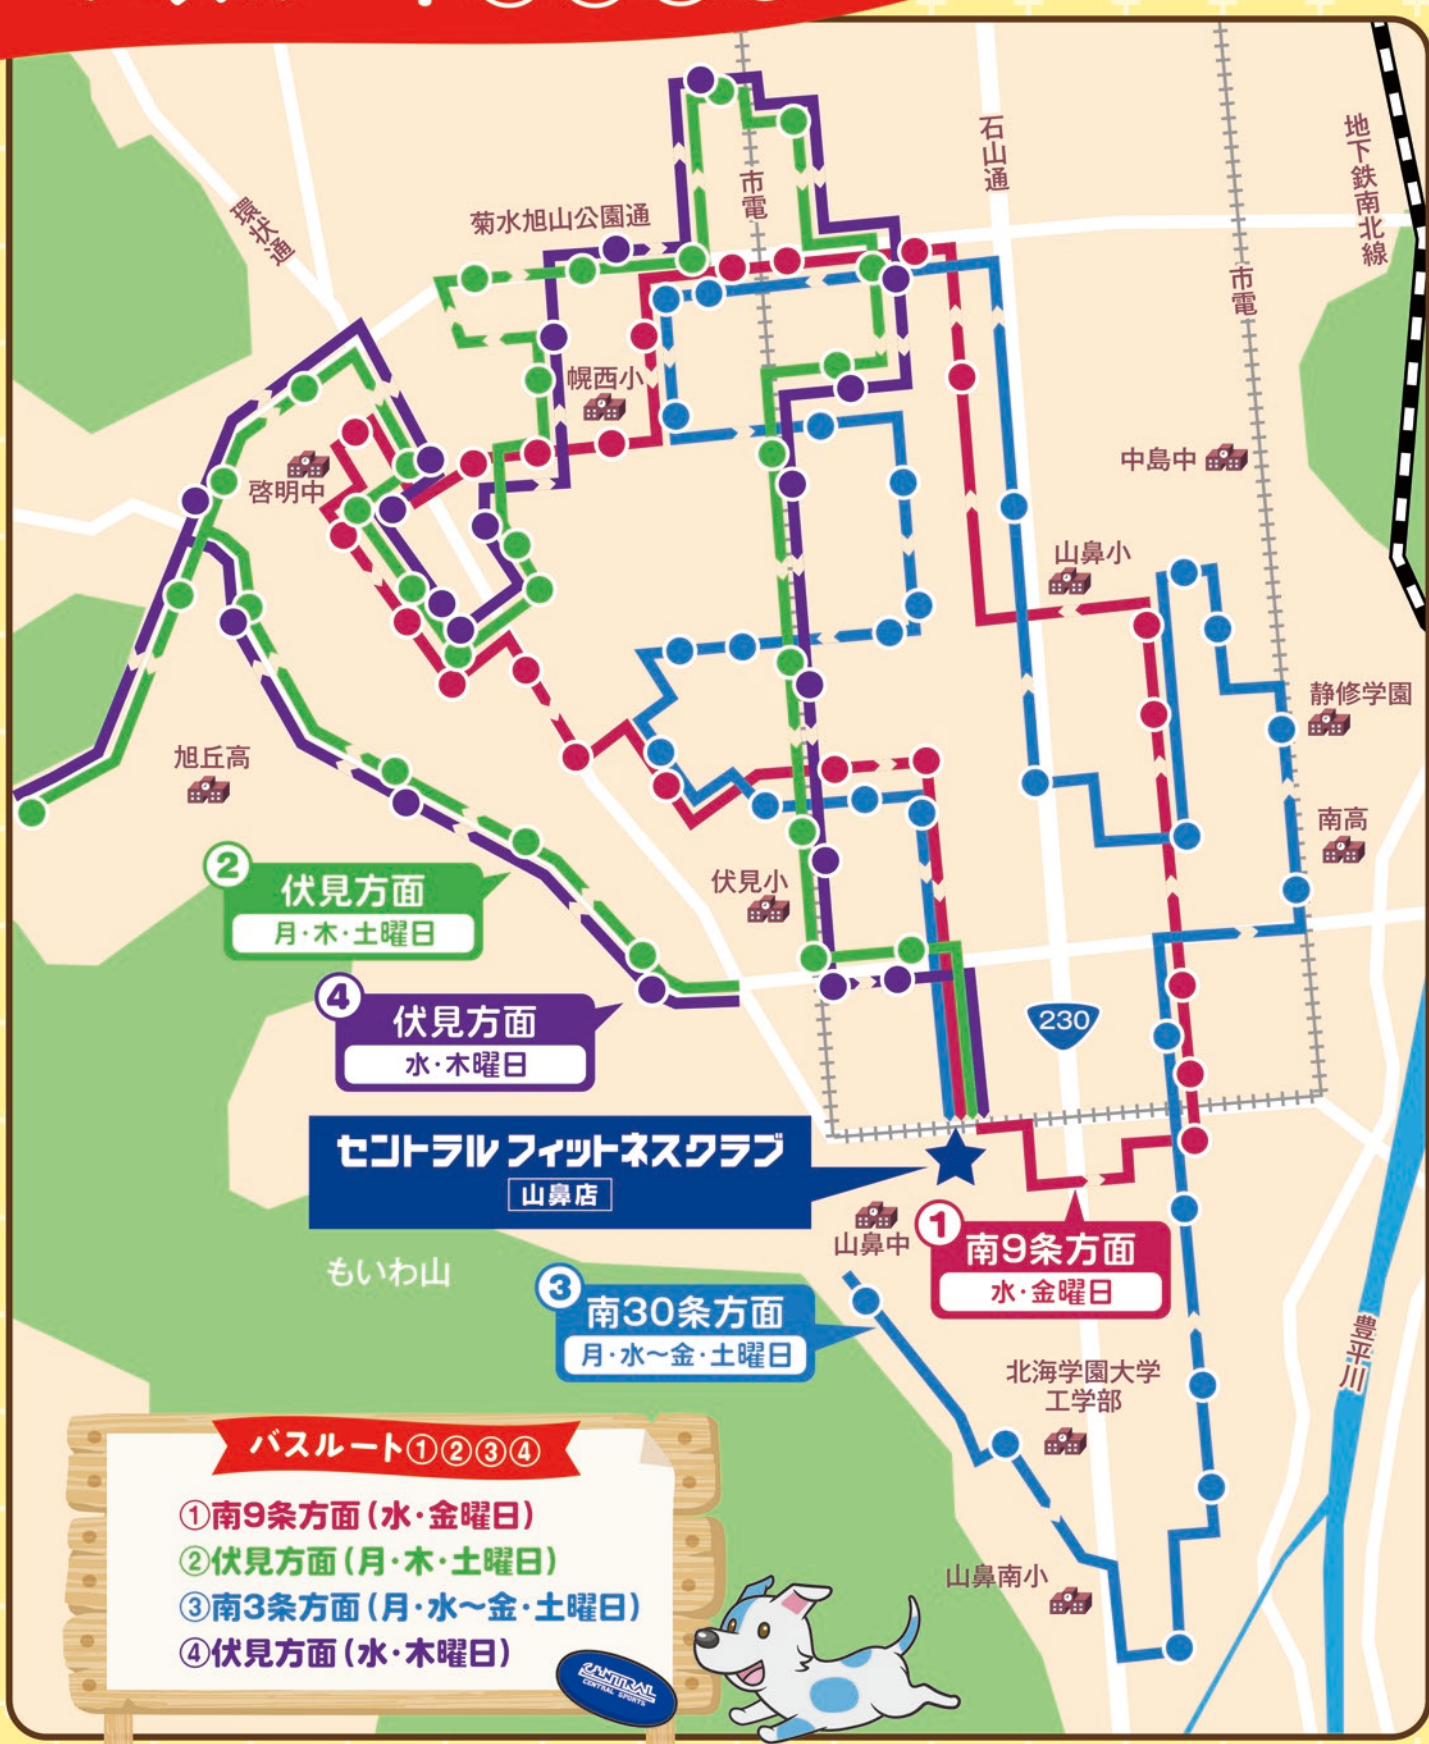 環状通
菊水旭山公園通
市電
石山通
市電
地下鉄南北線
幌西小
啓明中
中島中
山鼻小
静修学園
旭丘高
南高
伏見小
②
伏見方面
月・木・土曜日
④
伏見方面
水・木曜日
230
セントラル フィットネスクラブ
山鼻店
山鼻中
①
南9条方面
水・金曜日
もいわ山
③
南30条方面
月・水〜金・土曜日
北海学園大学
工学部
豊平川
山鼻南小
バスルート①②③④
①南9条方面（水・金曜日）
②伏見方面（月・木・土曜日）
③南3条方面（月・水〜金・土曜日）
④伏見方面（水・木曜日）
CENTRAL
CENTRAL SPORTS